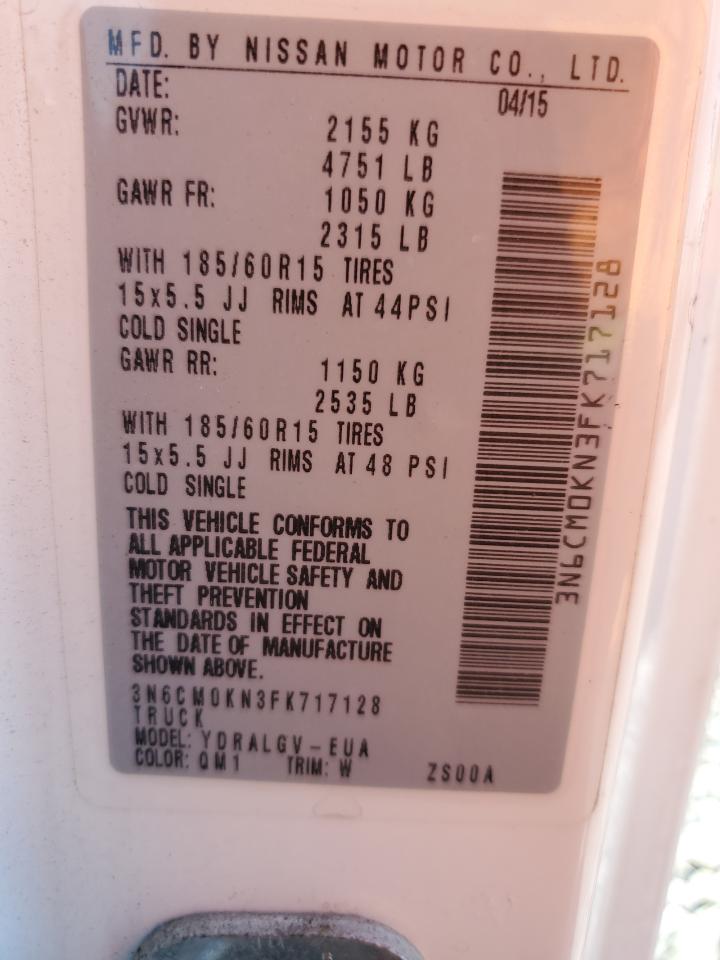 MFD. BY NISSAN MOTOR CO., LTD.
DATE: 04/15
GVWR: 2155 KG
4751 LB
GAWR FR: 1050 KG
2315 LB
WITH 185/60R15 TIRES
15x5.5 JJ RIMS AT 44PSI
COLD SINGLE
GAWR RR: 1150 KG
2535 LB
WITH 185/60R15 TIRES
15x5.5 JJ RIMS AT 48 PSI
COLD SINGLE
THIS VEHICLE CONFORMS TO
ALL APPLICABLE FEDERAL
MOTOR VEHICLE SAFETY AND
THEFT PREVENTION
STANDARDS IN EFFECT ON
THE DATE OF MANUFACTURE
SHOWN ABOVE.
3N6CM0KN3FK717128
TRUCK
MODEL: YDRALGV-EUA
COLOR: QM1 TRIM: W ZS00A
3N6CM0KN3FK717128